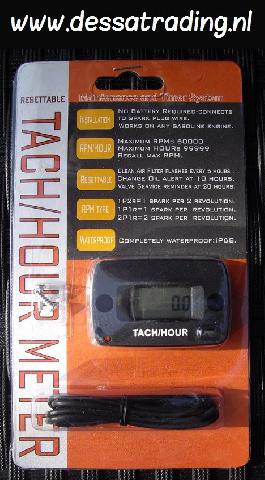 www.dessatrading.nl
RESETTABLE
TACH/HOUR METER
INSTALLATION
No Battery Required-connects
to spark plug wire.
Works on any gasoline engine.
RPM/HOUR
Maximum RPM:
Maximum HOURs 99999
Recall max RPM.
Resettable
Clean air filter flashes every 5 hours
Change Oil alert at 10 hours.
Valve Service reminder at 20 hours.
RPM TYPE
1P2r=1 spark per 2 revolution.
1P1r=1 spark per revolution.
2P1r=2 spark per revolution.
WATERPROOF
Completely waterproof:IP66.
0.0
TACH/HOUR